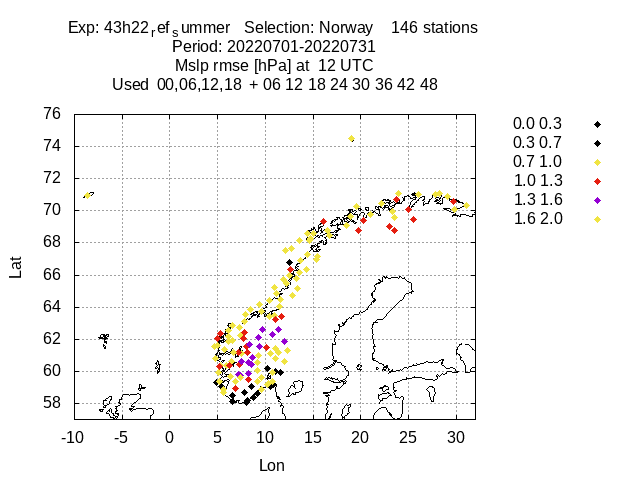 Exp: 43h22refsummer Selection: Norway 146 stations
Period: 20220701-20220731
Mslp rmse [hPa] at 12 UTC
Used 00,06,12,18 + 06 12 18 24 30 36 42 48
76
74
72
70
68
66
64
62
60
58
Lat
-10 -5 0 5 10 15 20 25 30
Lon
0.0 0.3
0.3 0.7
0.7 1.0
1.0 1.3
1.3 1.6
1.6 2.0